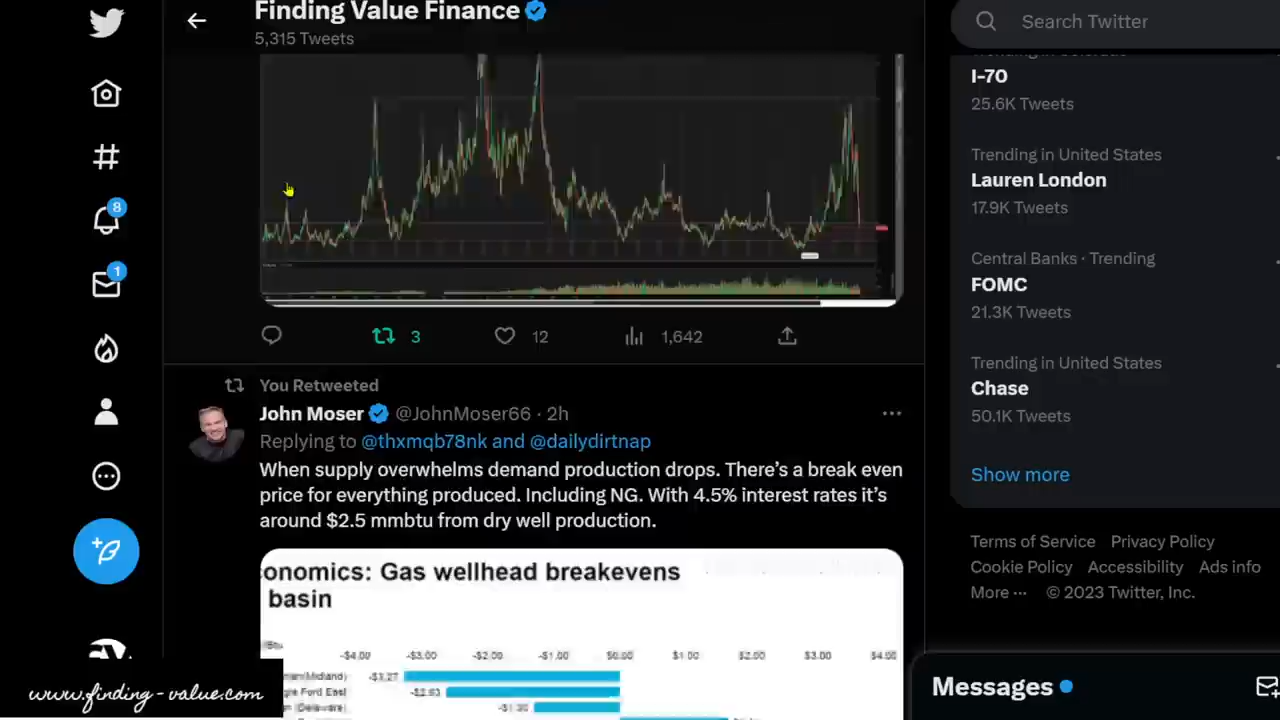 Finding Value Finance
5,315 Tweets
3
12
1,642
You Retweeted
John Moser @JohnMoser66 · 2h
Replying to @thxmqb78nk and @dailydirtnap
When supply overwhelms demand production drops. There's a break even
price for everything produced. Including NG. With 4.5% interest rates it's
around $2.5 mmbtu from dry well production.
onomics: Gas wellhead breakevens
basin
-$4.00 -$3.00 -$2.00 -$1.00 $0.00 $1.00 $2.00 $3.00 $4.00
(Midland) -$3.27
Ford East -$2.63
(Delaware) -$1.30
8
1
www.finding-value.com
Search Twitter
I-70
25.6K Tweets
Trending in United States
Lauren London
17.9K Tweets
Central Banks · Trending
FOMC
21.3K Tweets
Trending in United States
Chase
50.1K Tweets
Show more
Terms of Service Privacy Policy
Cookie Policy Accessibility Ads info
More ··· © 2023 Twitter, Inc.
Messages